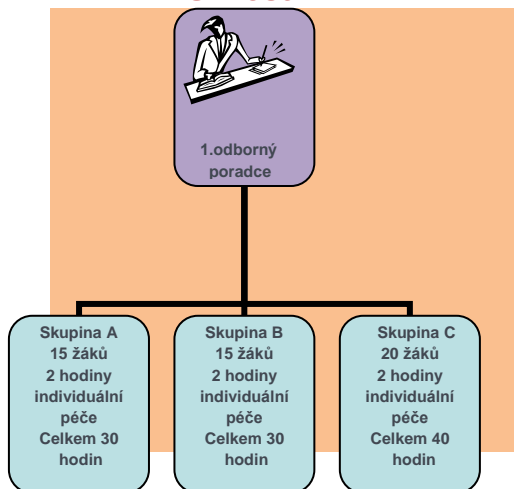 1.odborný
poradce
Skupina A
15 žáků
2 hodiny
individuální
péče
Celkem 30
hodin
Skupina B
15 žáků
2 hodiny
individuální
péče
Celkem 30
hodin
Skupina C
20 žáků
2 hodiny
individuální
péče
Celkem 40
hodin